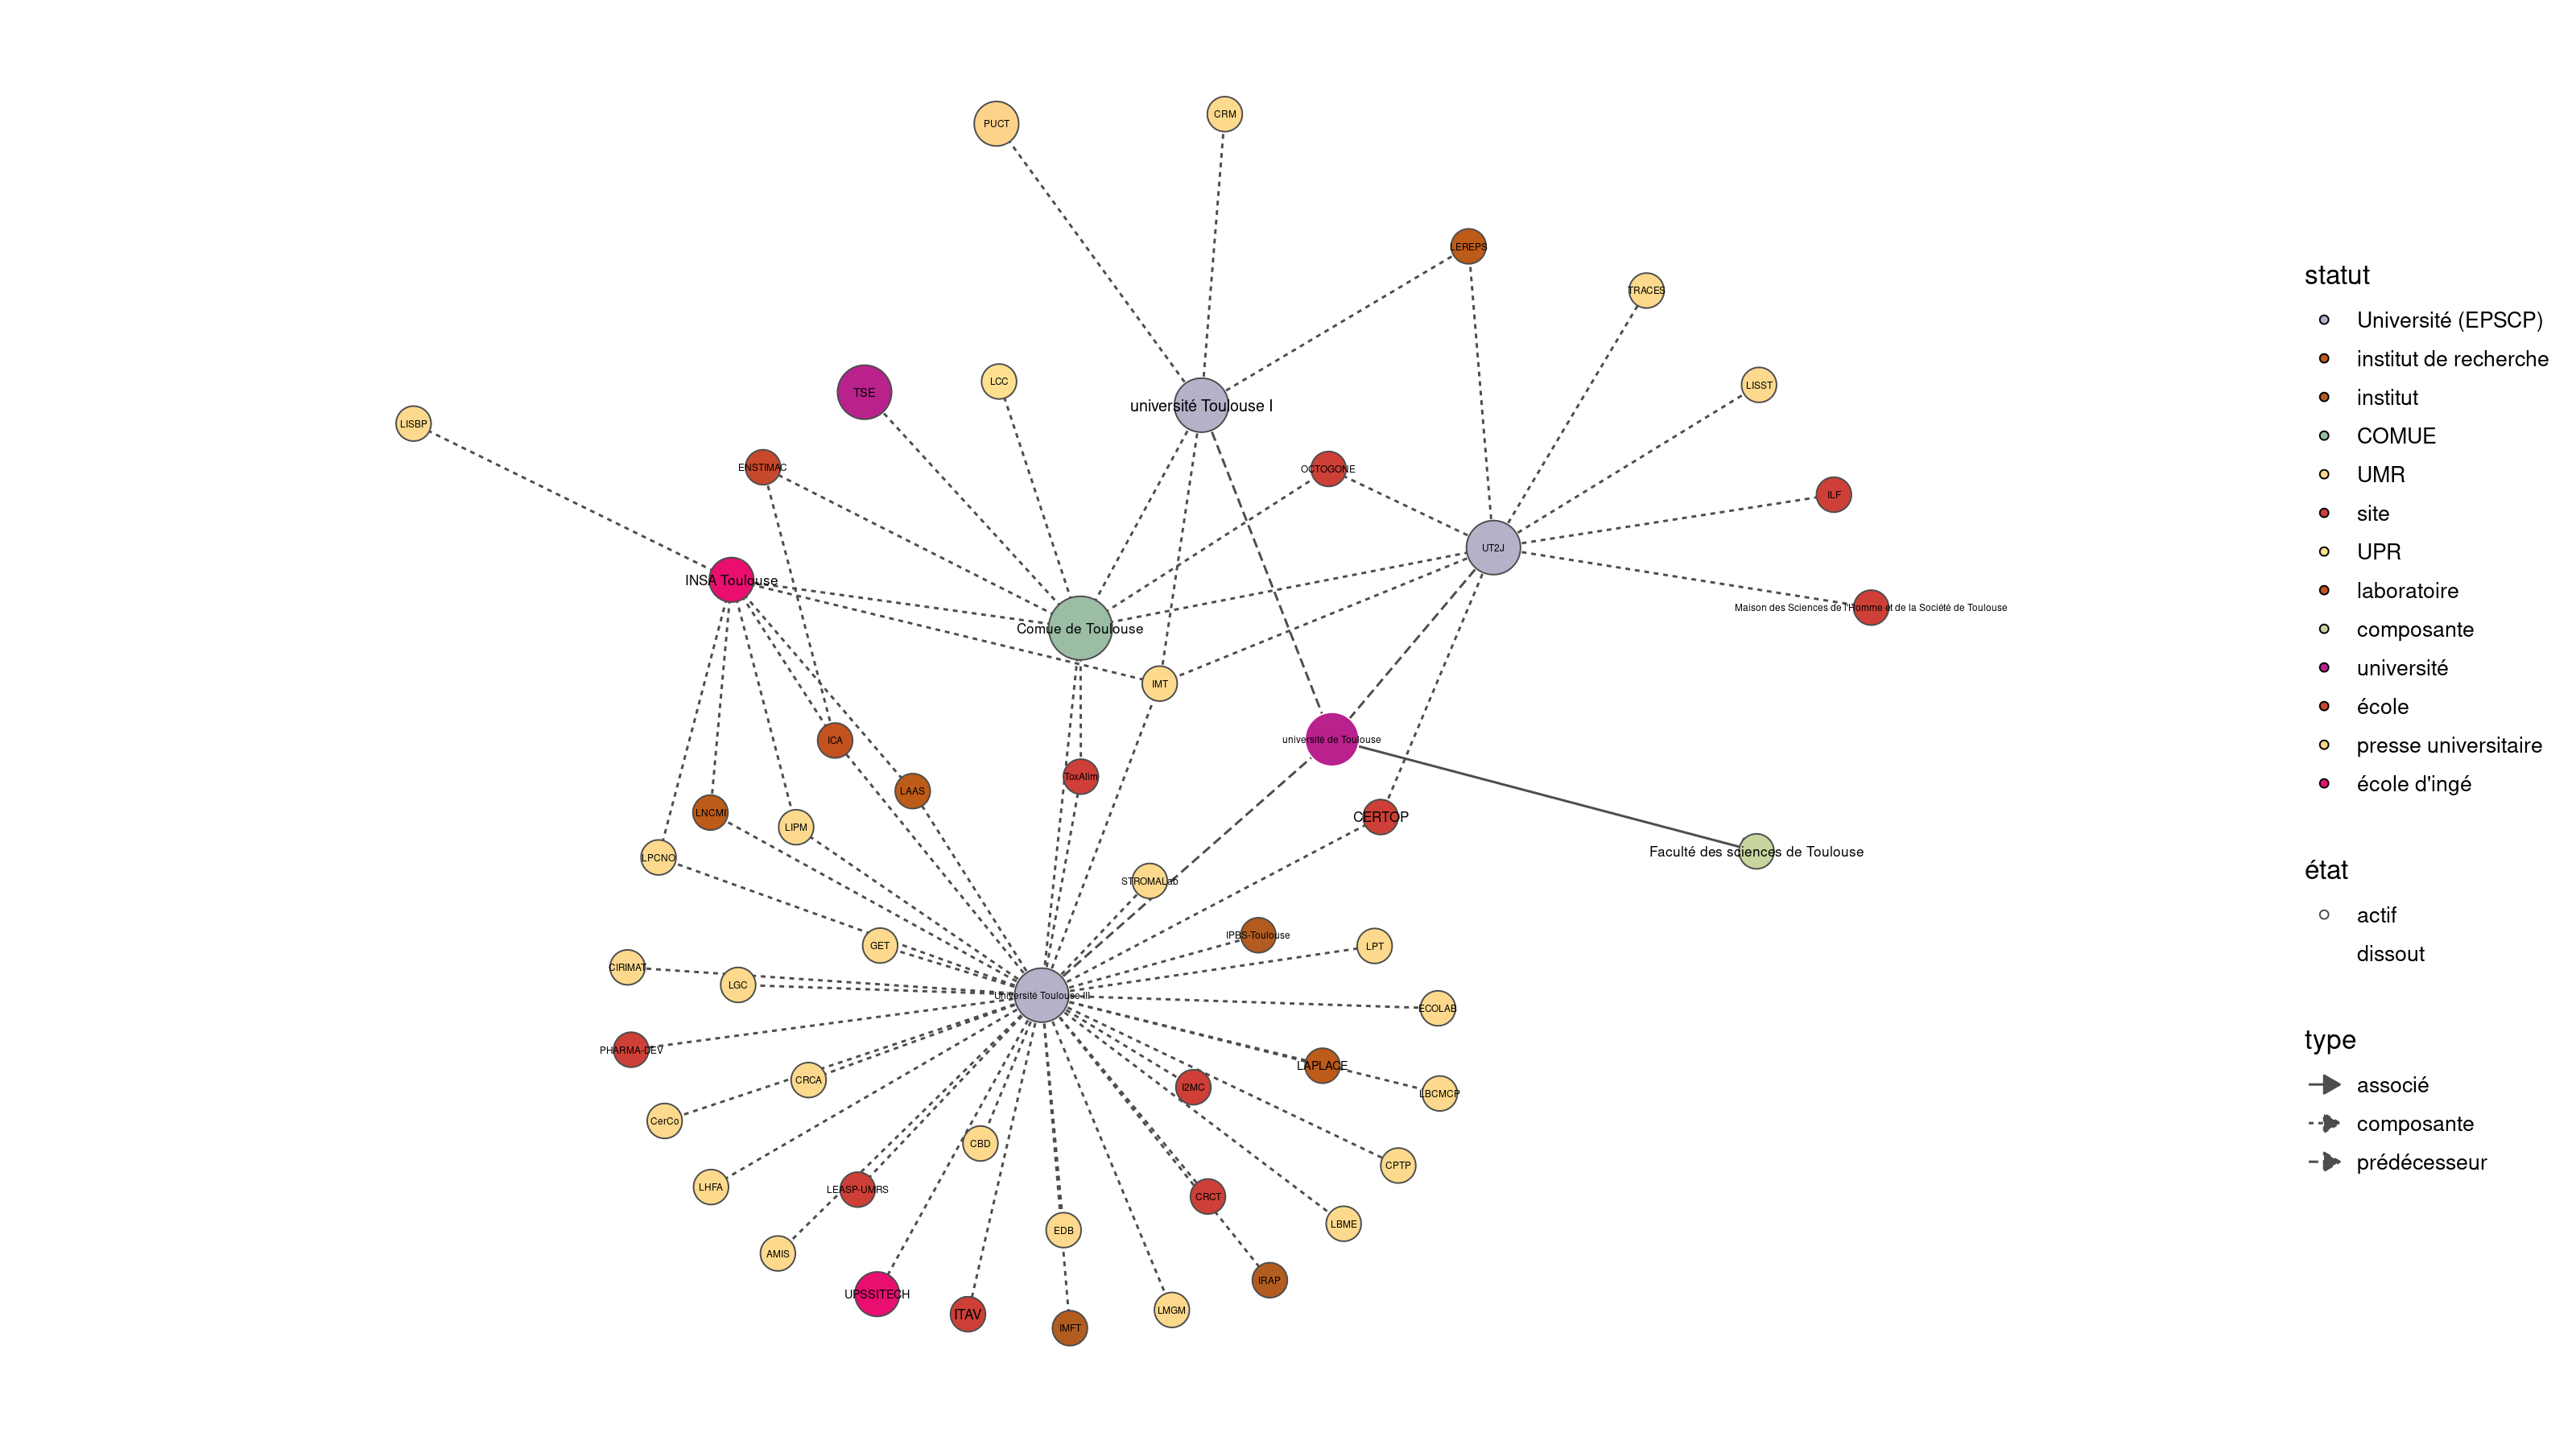 PUCT
CRM
LEREPS
TRACES
LCC
LISST
TSE
université Toulouse I
LISBP
ENSTIMAC
OCTOGONE
ILF
UT2J
INSA Toulouse
Maison des Sciences de l'Homme et de la Société de Toulouse
Comue de Toulouse
IMT
ICA
université de Toulouse
ToxAlim
LAAS
LNCMI
CERTOP
LIPM
Faculté des sciences de Toulouse
LPCNO
STROMALab
IPBS-Toulouse
GET
LPT
CIRIMAT
LGC
Université Toulouse III
ECOLAB
PHARMA-DEV
LAPLACE
CRCA
I2MC
LBCMCP
CerCo
CBD
CPTP
LHFA
LEASP-UMRS
CRCT
LBME
EDB
AMIS
IRAP
UPSSITECH
LMGM
ITAV
IMFT
statut
Université (EPSCP)
institut de recherche
institut
COMUE
UMR
site
UPR
laboratoire
composante
université
école
presse universitaire
école d'ingé
état
actif
dissout
type
associé
composante
prédécesseur